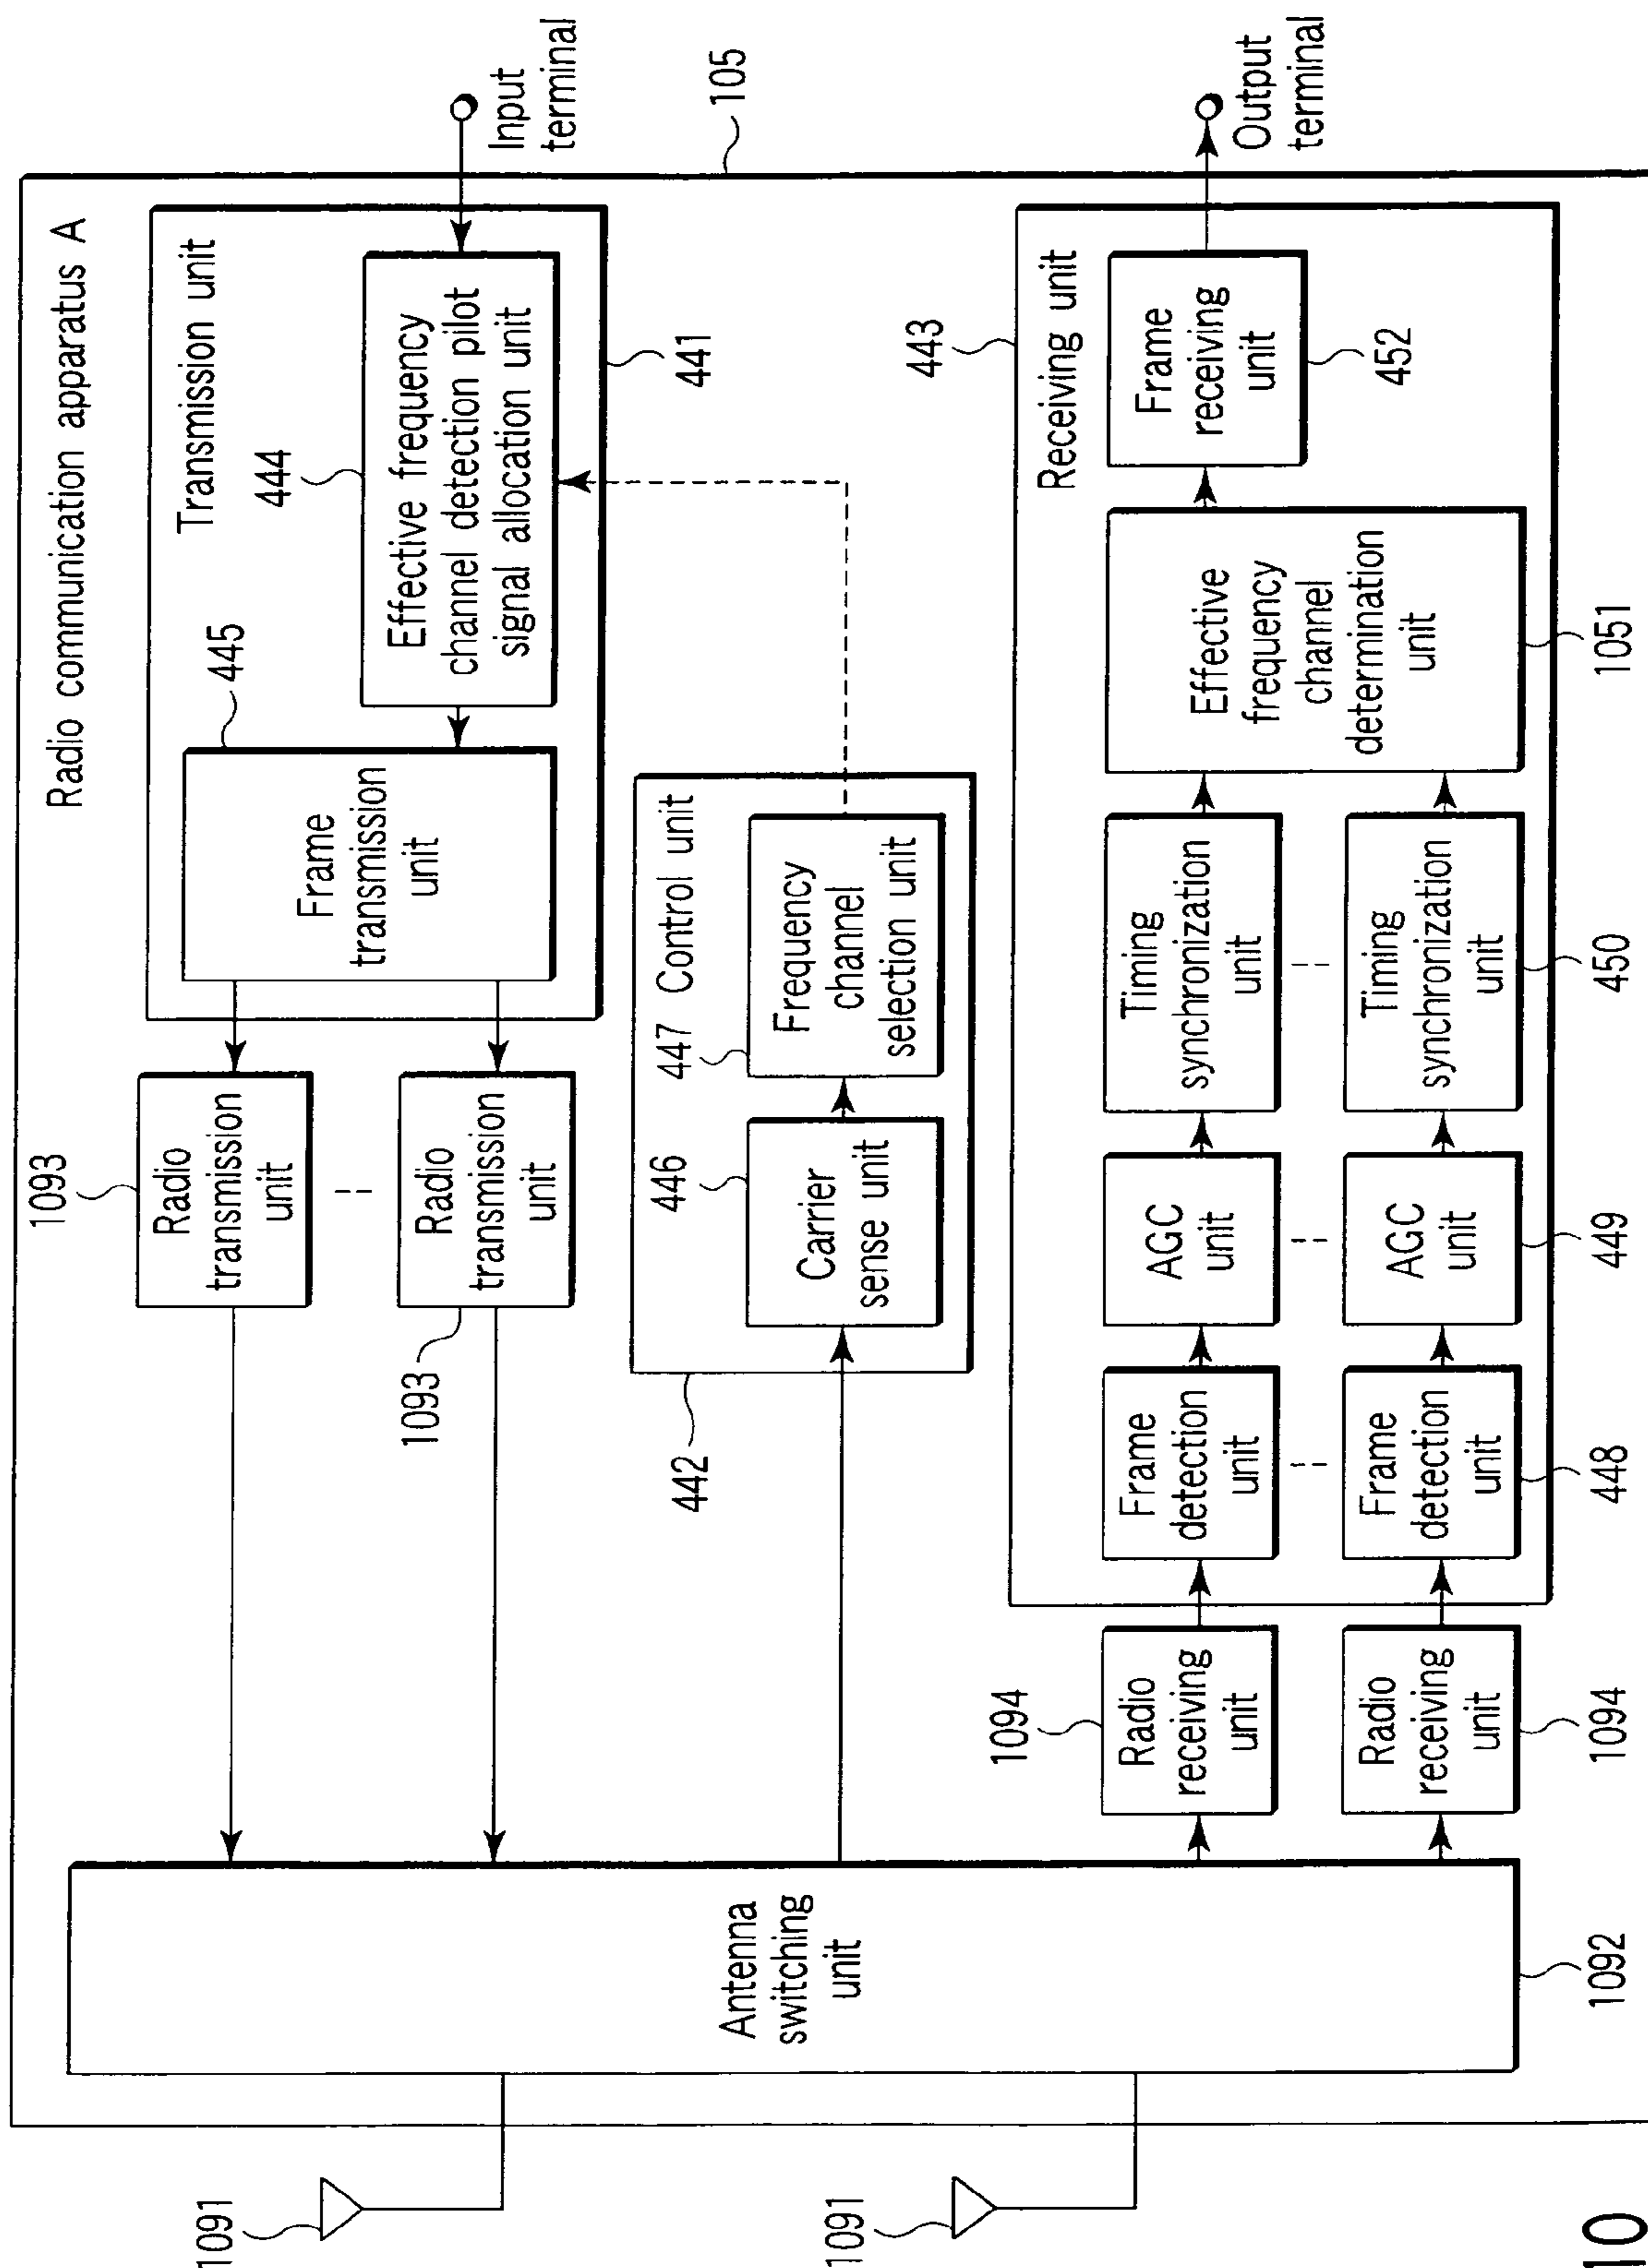 Radio communication apparatus A
105
1091
1091
Antenna
switching
unit
1092
1093
Radio
transmission
unit
1093
Radio
transmission
unit
Transmission unit
445
Frame
transmission
unit
444
Effective frequency
channel detection pilot
signal allocation unit
441
Input
terminal
442
Control unit
446
Carrier
sense unit
447
Frequency
channel
selection unit
1094
Radio
receiving
unit
Radio
receiving
unit
1094
443
Receiving unit
Frame
detection
unit
Frame
detection
unit
448
AGC
unit
AGC
unit
449
Timing
synchronization
unit
Timing
synchronization
unit
450
Effective
frequency
channel
determination
unit
1051
Frame
receiving
unit
452
Output
terminal
10